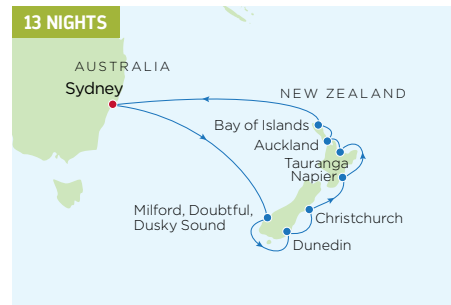 13 NIGHTS
AUSTRALIA
Sydney
NEW ZEALAND
Bay of Islands
Auckland
Tauranga
Napier
Milford, Doubtful,
Dusky Sound
Christchurch
Dunedin